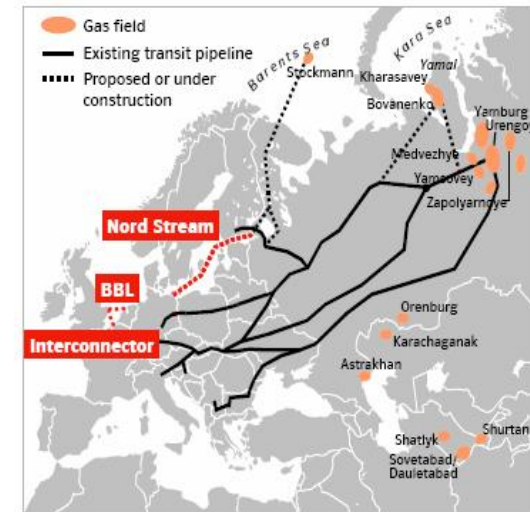 Gas field
Existing transit pipeline
Proposed or under
construction
Barents Sea
Kara Sea
Stockmann
Kharasavey
Yamal
Bovanenko
Yamburg
Urengoy
Medvezhye
Yamsovey
Zapolyarnoye
Nord Stream
BBL
Interconnector
Orenburg
Karachaganak
Astrakhan
Shatlyk
Shurtan
Sovetabad/
Dauletabad